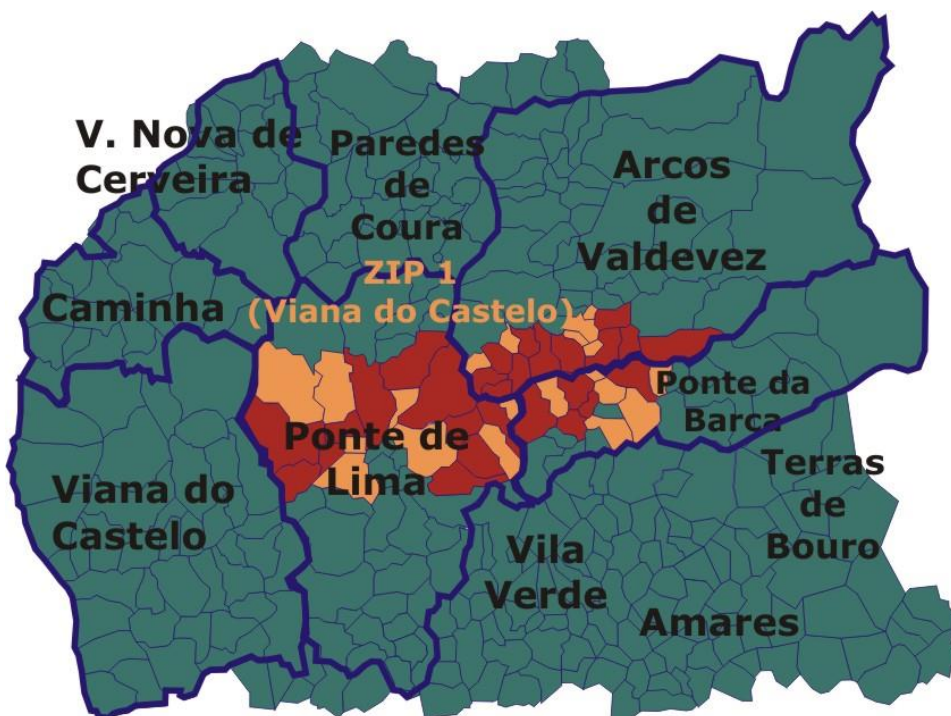 V. Nova de
Cerveira
Paredes
de
Coura
Arcos
de
Valdevez
ZIP 1
(Viana do Castelo)
Caminha
Ponte da
Barca
Ponte de
Lima
Viana do
Castelo
Terras
de
Bouro
Vila
Verde
Amares